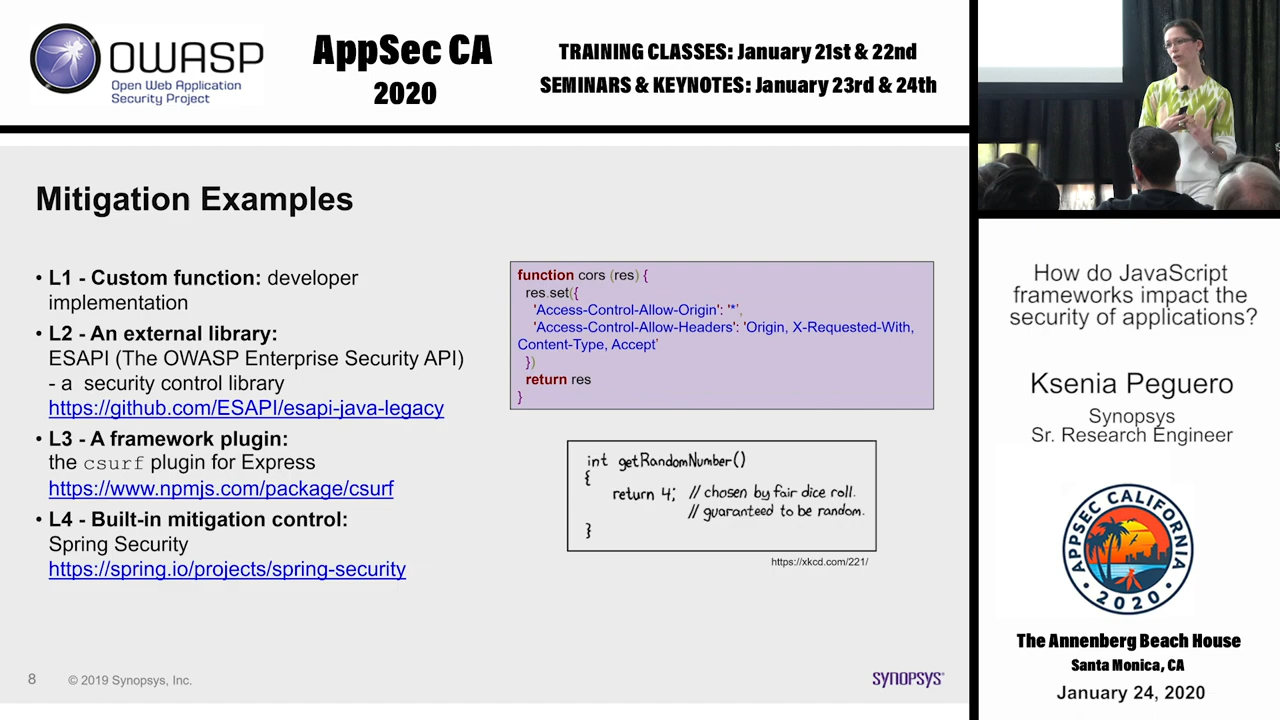 OWASP
Open Web Application
Security Project
AppSec CA
2020
TRAINING CLASSES: January 21st & 22nd
SEMINARS & KEYNOTES: January 23rd & 24th
Mitigation Examples
• L1 - Custom function: developer
implementation
• L2 - An external library:
ESAPI (The OWASP Enterprise Security API)
- a security control library
https://github.com/ESAPI/esapi-java-legacy
• L3 - A framework plugin:
the csurf plugin for Express
https://www.npmjs.com/package/csurf
• L4 - Built-in mitigation control:
Spring Security
https://spring.io/projects/spring-security
function cors (res) {
res.set({
'Access-Control-Allow-Origin': '*',
'Access-Control-Allow-Headers': 'Origin, X-Requested-With,
Content-Type, Accept'
})
return res
}
int getRandomNumber()
{
return 4; // chosen by fair dice roll.
// guaranteed to be random.
}
https://xkcd.com/221/
8 © 2019 Synopsys, Inc.
SYNOPSYS®
How do JavaScript
frameworks impact the
security of applications?
Ksenia Peguero
Synopsys
Sr. Research Engineer
APPSEC CALIFORNIA
• 2020 •
The Annenberg Beach House
Santa Monica, CA
January 24, 2020